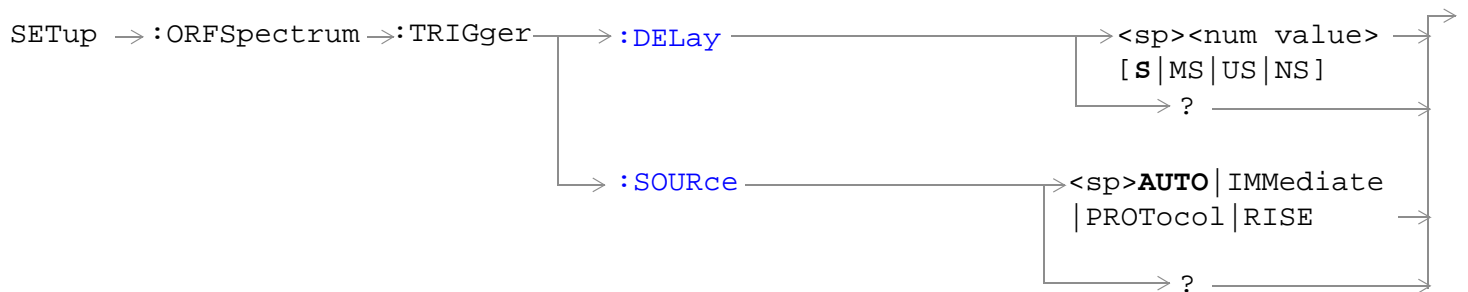 SETup :ORFSpectrum :TRIGger :DELay <sp><num value>
[S|MS|US|NS]
?
:SOURce <sp>AUTO|IMMediate
|PROTocol|RISE
?